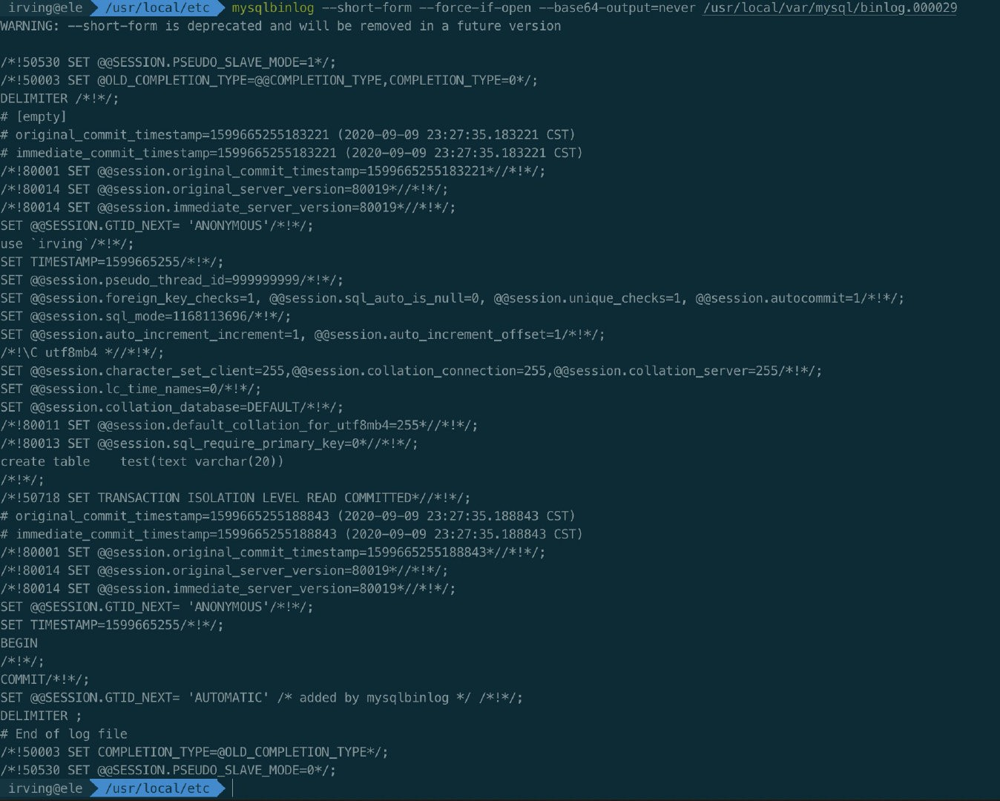 irving@ele /usr/local/etc mysqlbinlog --short-form --force-if-open --base64-output=never /usr/local/var/mysql/binlog.000029
WARNING: --short-form is deprecated and will be removed in a future version
/*!50530 SET @@SESSION.PSEUDO_SLAVE_MODE=1*/;
/*!50003 SET @OLD_COMPLETION_TYPE=@@COMPLETION_TYPE,COMPLETION_TYPE=0*/;
DELIMITER /*!*/;
# [empty]
# original_commit_timestamp=1599665255183221 (2020-09-09 23:27:35.183221 CST)
# immediate_commit_timestamp=1599665255183221 (2020-09-09 23:27:35.183221 CST)
/*!80001 SET @@session.original_commit_timestamp=1599665255183221*//*!*/;
/*!80014 SET @@session.original_server_version=80019*//*!*/;
/*!80014 SET @@session.immediate_server_version=80019*//*!*/;
SET @@SESSION.GTID_NEXT= 'ANONYMOUS'/*!*/;
use `irving`/*!*/;
SET TIMESTAMP=1599665255/*!*/;
SET @@session.pseudo_thread_id=999999999/*!*/;
SET @@session.foreign_key_checks=1, @@session.sql_auto_is_null=0, @@session.unique_checks=1, @@session.autocommit=1/*!*/;
SET @@session.sql_mode=1168113696/*!*/;
SET @@session.auto_increment_increment=1, @@session.auto_increment_offset=1/*!*/;
/*!\C utf8mb4 *//*!*/;
SET @@session.character_set_client=255,@@session.collation_connection=255,@@session.collation_server=255/*!*/;
SET @@session.lc_time_names=0/*!*/;
SET @@session.collation_database=DEFAULT/*!*/;
/*!80011 SET @@session.default_collation_for_utf8mb4=255*//*!*/;
/*!80013 SET @@session.sql_require_primary_key=0*//*!*/;
create table    test(text varchar(20))
/*!*/;
/*!50718 SET TRANSACTION ISOLATION LEVEL READ COMMITTED*//*!*/;
# original_commit_timestamp=1599665255188843 (2020-09-09 23:27:35.188843 CST)
# immediate_commit_timestamp=1599665255188843 (2020-09-09 23:27:35.188843 CST)
/*!80001 SET @@session.original_commit_timestamp=1599665255188843*//*!*/;
/*!80014 SET @@session.original_server_version=80019*//*!*/;
/*!80014 SET @@session.immediate_server_version=80019*//*!*/;
SET @@SESSION.GTID_NEXT= 'ANONYMOUS'/*!*/;
SET TIMESTAMP=1599665255/*!*/;
BEGIN
/*!*/;
COMMIT/*!*/;
SET @@SESSION.GTID_NEXT= 'AUTOMATIC' /* added by mysqlbinlog */ /*!*/;
DELIMITER ;
# End of log file
/*!50003 SET COMPLETION_TYPE=@OLD_COMPLETION_TYPE*/;
/*!50530 SET @@SESSION.PSEUDO_SLAVE_MODE=0*/;
irving@ele /usr/local/etc